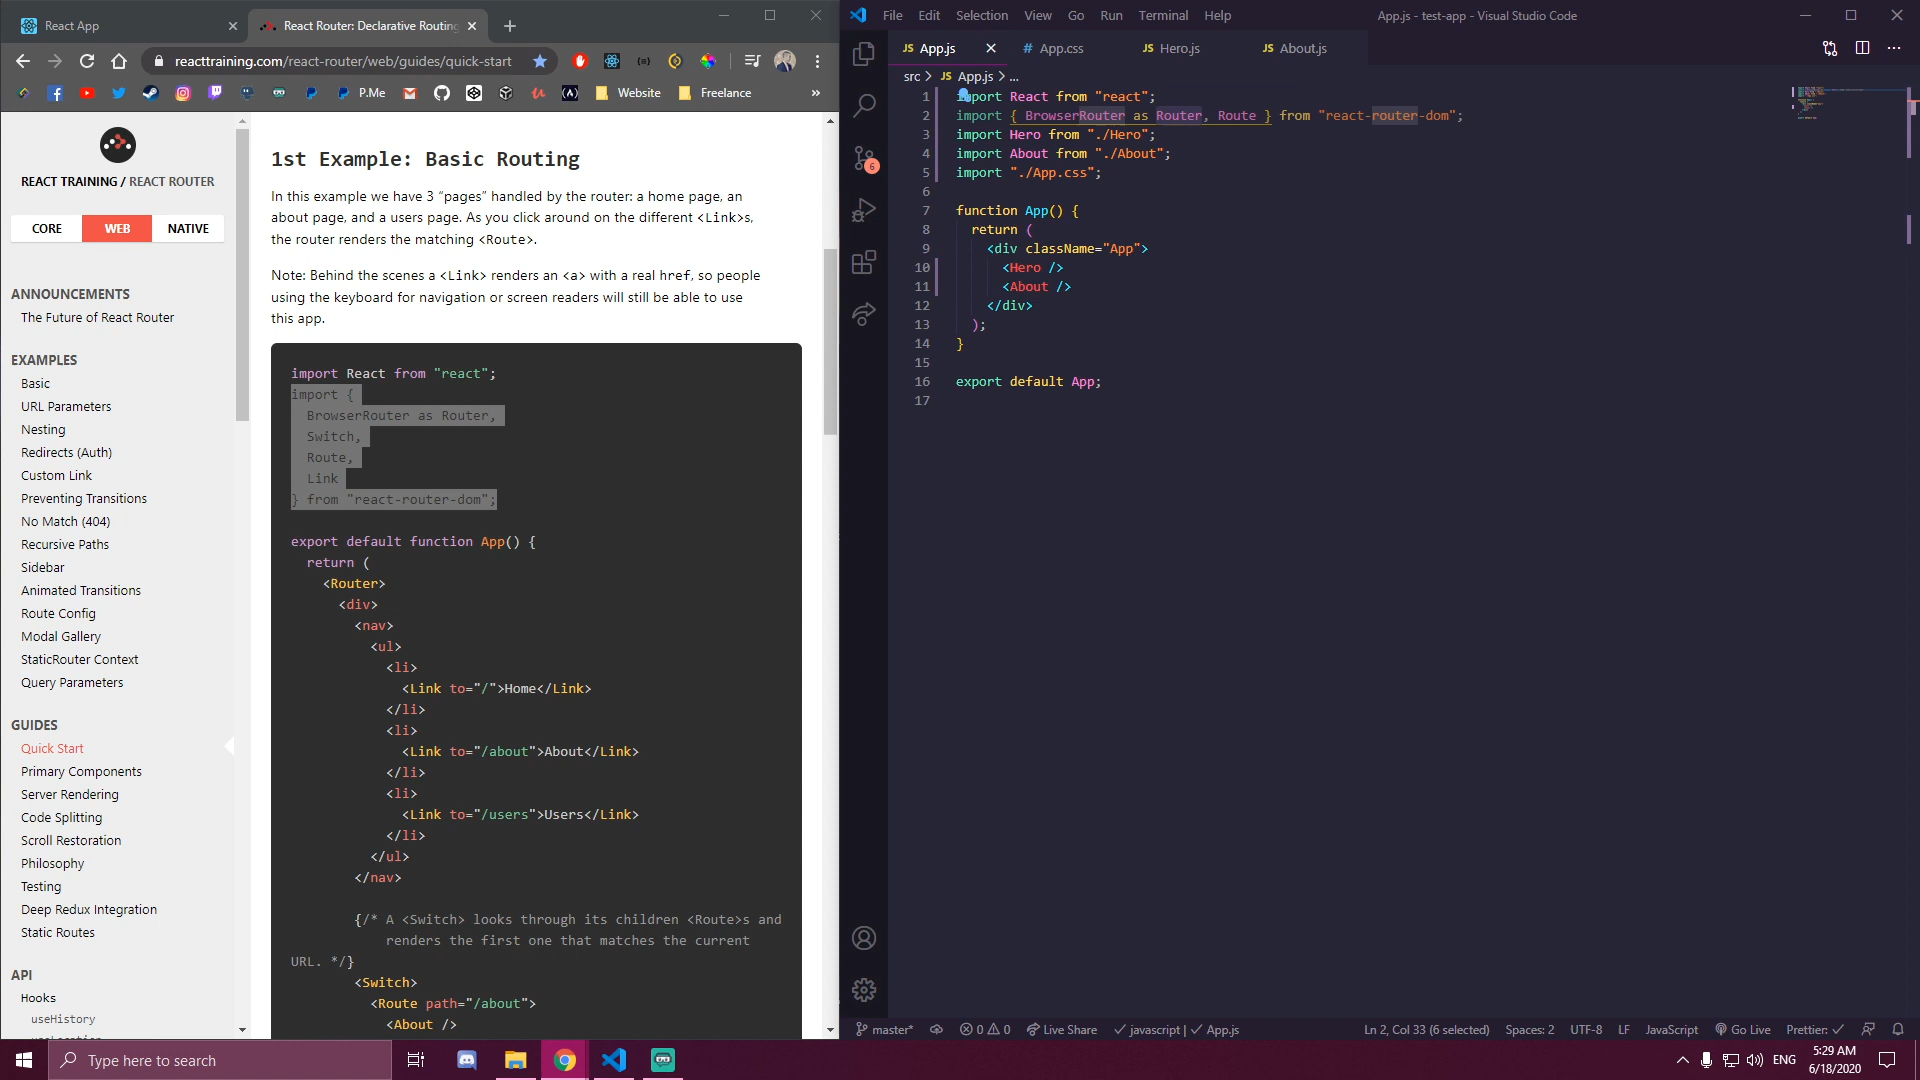 React App
React Router: Declarative Routing
reacttraining.com/react-router/web/guides/quick-start
P.Me
Website
Freelance
»
REACT TRAINING / REACT ROUTER
CORE
WEB
NATIVE
ANNOUNCEMENTS
The Future of React Router
EXAMPLES
Basic
URL Parameters
Nesting
Redirects (Auth)
Custom Link
Preventing Transitions
No Match (404)
Recursive Paths
Sidebar
Animated Transitions
Route Config
Modal Gallery
StaticRouter Context
Query Parameters
GUIDES
Quick Start
Primary Components
Server Rendering
Code Splitting
Scroll Restoration
Philosophy
Testing
Deep Redux Integration
Static Routes
API
Hooks
useHistory
1st Example: Basic Routing
In this example we have 3 “pages” handled by the router: a home page, an
about page, and a users page. As you click around on the different <Link>s,
the router renders the matching <Route>.
Note: Behind the scenes a <Link> renders an <a> with a real href, so people
using the keyboard for navigation or screen readers will still be able to use
this app.
import React from "react";
import {
BrowserRouter as Router,
Switch,
Route,
Link
} from "react-router-dom";
export default function App() {
return (
<Router>
<div>
<nav>
<ul>
<li>
<Link to="/">Home</Link>
</li>
<li>
<Link to="/about">About</Link>
</li>
<li>
<Link to="/users">Users</Link>
</li>
</ul>
</nav>
{/* A <Switch> looks through its children <Route>s and
renders the first one that matches the current
URL. */}
<Switch>
<Route path="/about">
<About />
File Edit Selection View Go Run Terminal Help
App.js - test-app - Visual Studio Code
JS App.js
# App.css
JS Hero.js
JS About.js
src > JS App.js > ...
1 import React from "react";
2 import { BrowserRouter as Router, Route } from "react-router-dom";
3 import Hero from "./Hero";
4 import About from "./About";
5 import "./App.css";
6
7 function App() {
8 return (
9 <div className="App">
10 <Hero />
11 <About />
12 </div>
13 );
14 }
15
16 export default App;
17
6
master*
0 0
Live Share
javascript | App.js
Ln 2, Col 33 (6 selected)
Spaces: 2
UTF-8
LF
JavaScript
Go Live
Prettier:
Type here to search
ENG
5:29 AM
6/18/2020